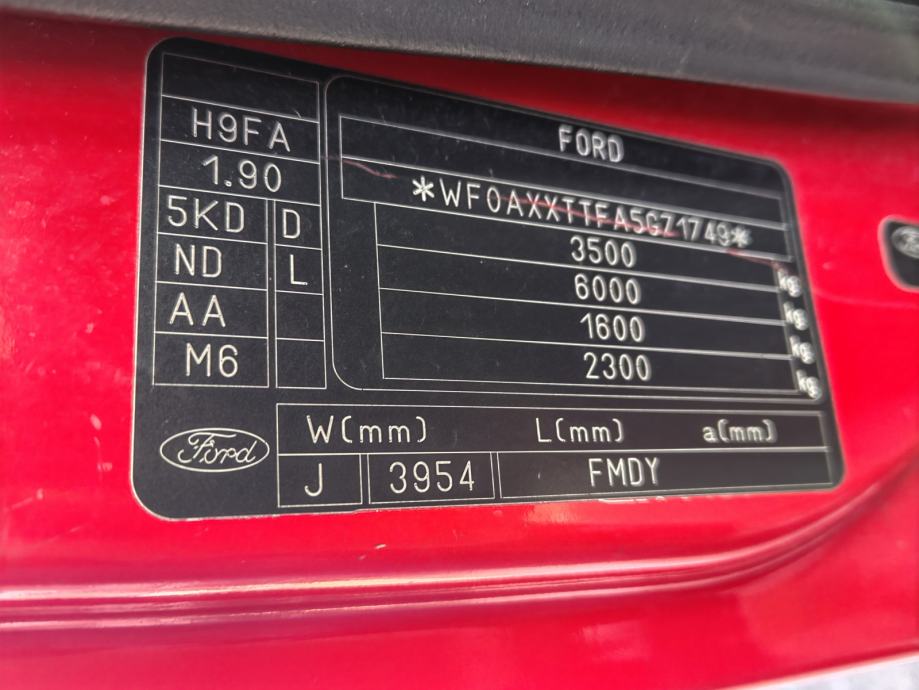 H9FA
1.90
5KD D
ND L
AA
M6
FORD
*WF0AXXTTFA5GZ1749*
3500 kg
6000 kg
1600 kg
2300 kg
W(mm) L(mm) a(mm)
Ford J 3954 FMDY